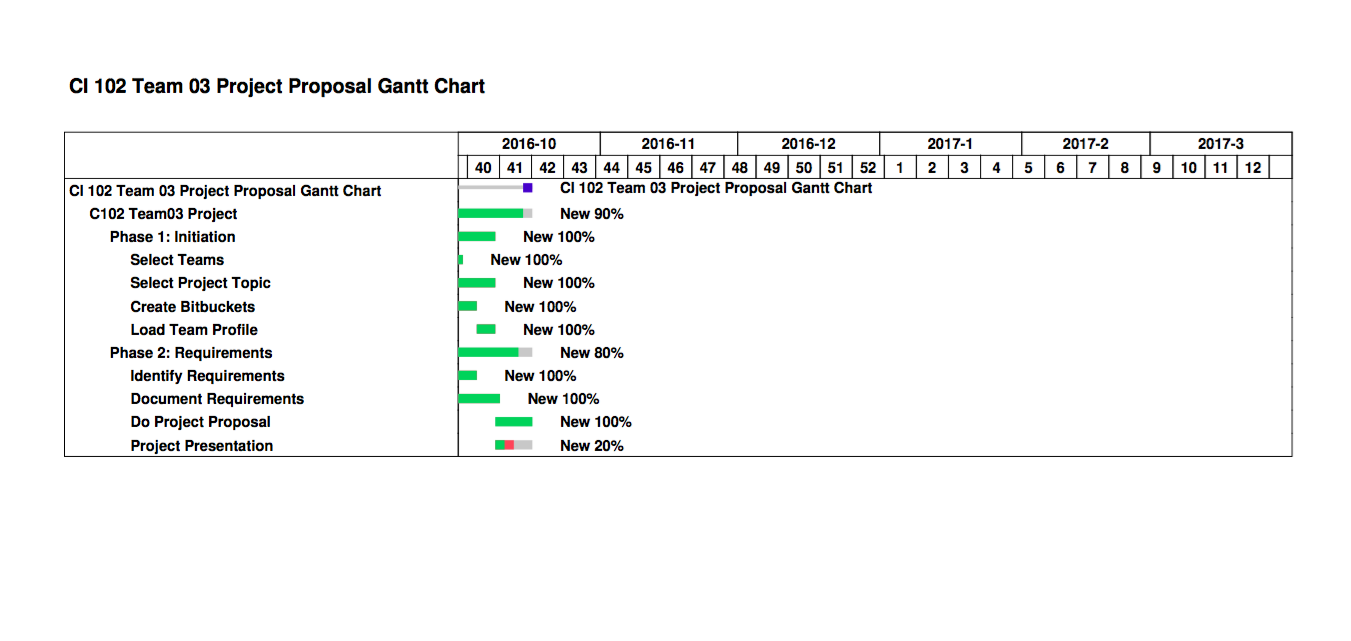 CI 102 Team 03 Project Proposal Gantt Chart
2016-10 2016-11 2016-12 2017-1 2017-2 2017-3
40 41 42 43 44 45 46 47 48 49 50 51 52 1 2 3 4 5 6 7 8 9 10 11 12
CI 102 Team 03 Project Proposal Gantt Chart CI 102 Team 03 Project Proposal Gantt Chart
C102 Team03 Project New 90%
Phase 1: Initiation New 100%
Select Teams New 100%
Select Project Topic New 100%
Create Bitbuckets New 100%
Load Team Profile New 100%
Phase 2: Requirements New 80%
Identify Requirements New 100%
Document Requirements New 100%
Do Project Proposal New 100%
Project Presentation New 20%